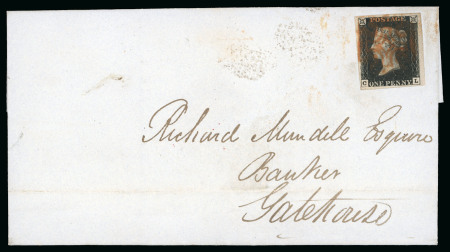 POSTAGE
C L
ONE PENNY
Richard Mundell Esquire
Banker
Gatehouse